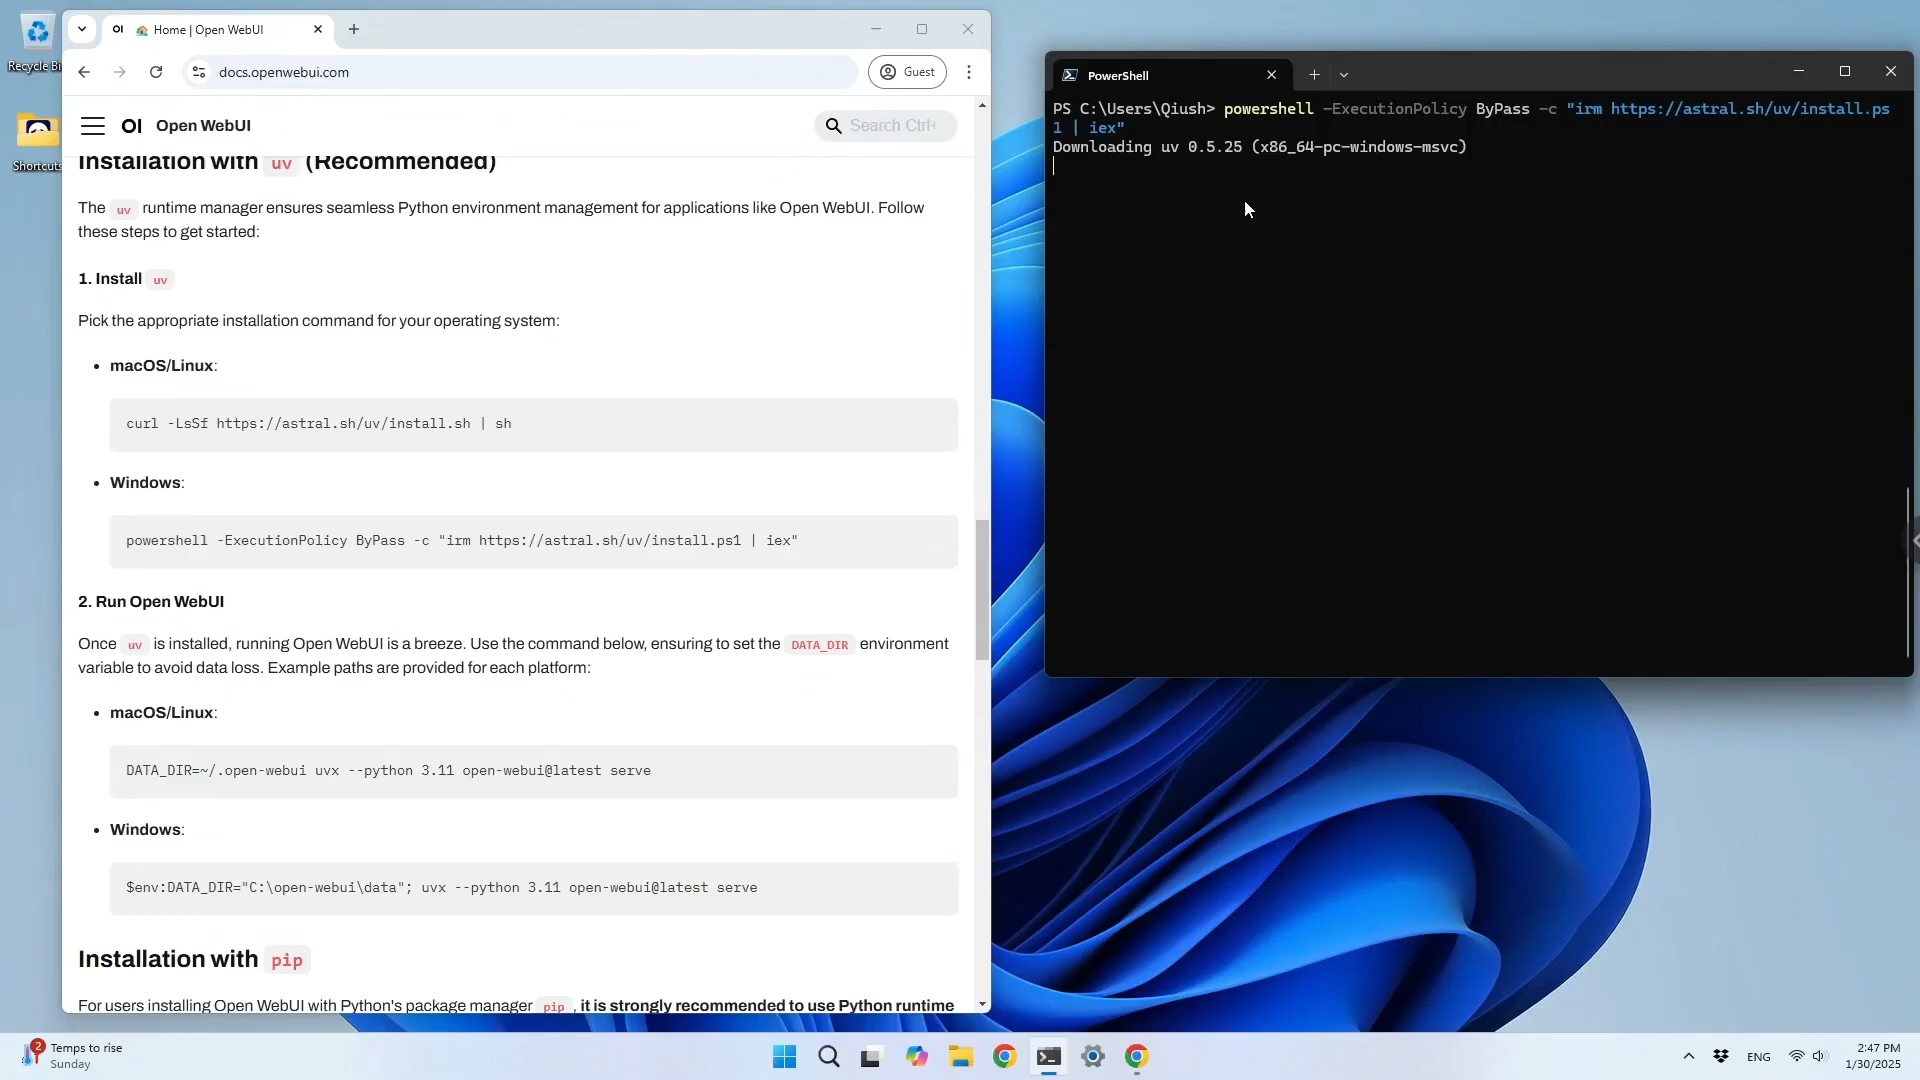 Recycle Bi
Shortcuts
Home | Open WebUI
docs.openwebui.com
Guest
Open WebUI
Search Ctrl
Installation with uv (Recommended)
The uv runtime manager ensures seamless Python environment management for applications like Open WebUI. Follow
these steps to get started:
1. Install uv
Pick the appropriate installation command for your operating system:
macOS/Linux:
curl -LsSf https://astral.sh/uv/install.sh | sh
Windows:
powershell -ExecutionPolicy ByPass -c "irm https://astral.sh/uv/install.ps1 | iex"
2. Run Open WebUI
Once uv is installed, running Open WebUI is a breeze. Use the command below, ensuring to set the DATA_DIR environment
variable to avoid data loss. Example paths are provided for each platform:
macOS/Linux:
DATA_DIR=~/.open-webui uvx --python 3.11 open-webui@latest serve
Windows:
$env:DATA_DIR="C:\open-webui\data"; uvx --python 3.11 open-webui@latest serve
Installation with pip
For users installing Open WebUI with Python's package manager pip, it is strongly recommended to use Python runtime
PowerShell
PS C:\Users\Qiush> powershell -ExecutionPolicy ByPass -c "irm https://astral.sh/uv/install.ps
1 | iex"
Downloading uv 0.5.25 (x86_64-pc-windows-msvc)
2
Temps to rise
Sunday
ENG
2:47 PM
1/30/2025